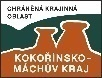 CHRÁNĚNÁ KRAJINNÁ
OBLAST
KOKOŘÍNSKO-
MÁCHŮV KRAJ